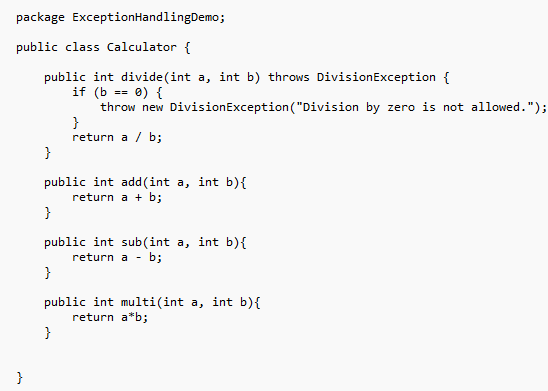 package ExceptionHandlingDemo;
public class Calculator {
    public int divide(int a, int b) throws DivisionException {
        if (b == 0) {
            throw new DivisionException("Division by zero is not allowed.");
        }
        return a / b;
    }
    public int add(int a, int b){
        return a + b;
    }
    public int sub(int a, int b){
        return a - b;
    }
    public int multi(int a, int b){
        return a*b;
    }
}